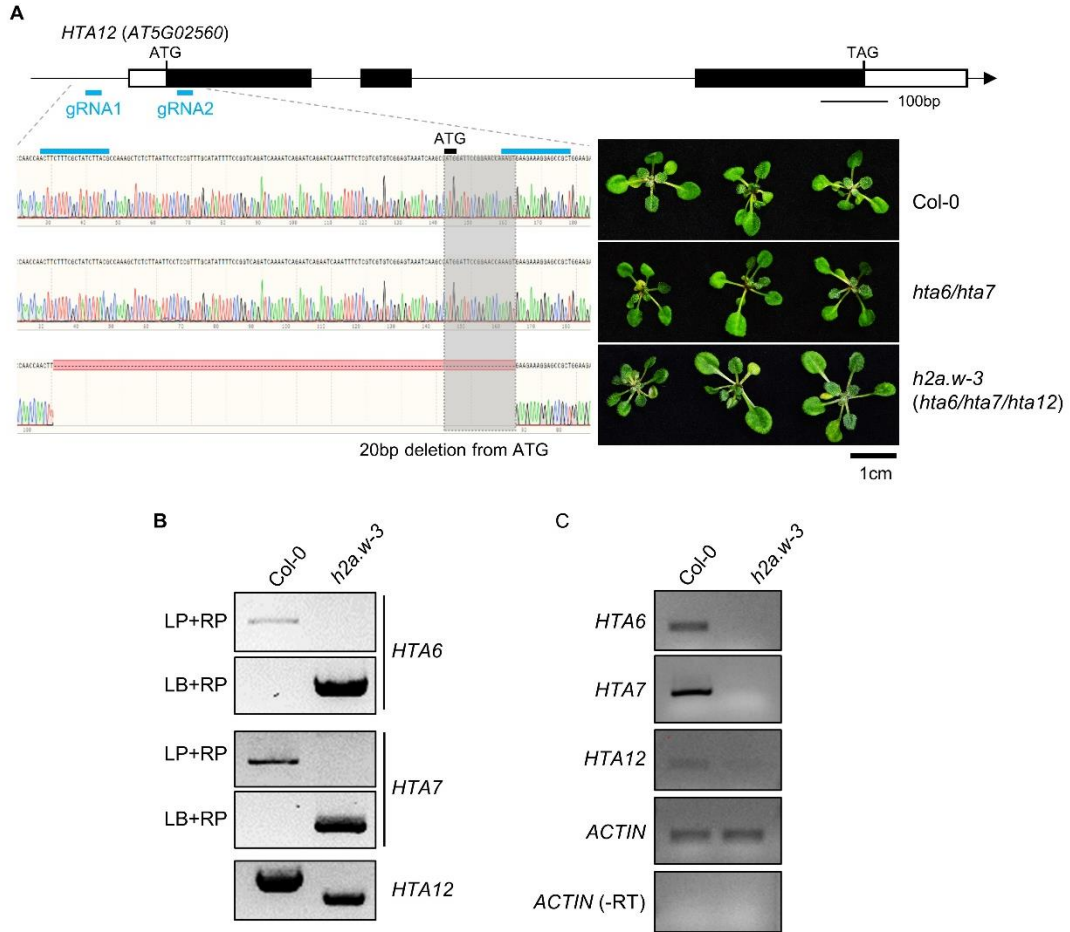 A
HTA12 (AT5G02560)
ATG
TAG
gRNA1
gRNA2
100bp
ATG
Col-0
hta6/hta7
h2a.w-3
(hta6/hta7/hta12)
20bp deletion from ATG
1cm
B
Col-0
h2a.w-3
LP+RP
LB+RP
HTA6
LP+RP
LB+RP
HTA7
HTA12
C
Col-0
h2a.w-3
HTA6
HTA7
HTA12
ACTIN
ACTIN (-RT)